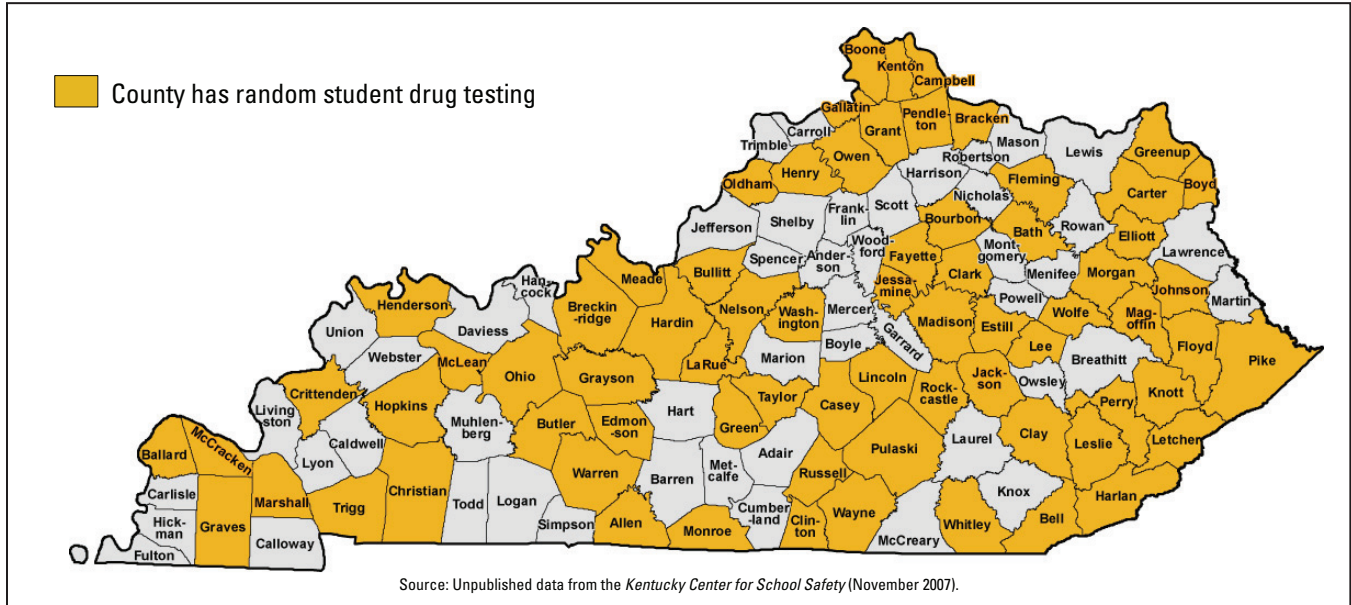 County has random student drug testing
Boone
Kenton
Campbell
Gallatin
Grant
Pendle-
ton
Bracken
Carroll
Trimble
Owen
Henry
Oldham
Harrison
Robertson
Mason
Lewis
Greenup
Fleming
Carter
Boyd
Nicholas
Rowan
Scott
Frank-
lin
Shelby
Jefferson
Bourbon
Bath
Elliott
Lawrence
Wood-
ford
Fayette
Mont-
gomery
Menifee
Morgan
Johnson
Martin
Spencer
Ander-
son
Clark
Bullitt
Meade
Jessa-
mine
Powell
Wolfe
Mag-
offin
Han-
cock
Henderson
Breckin
-ridge
Nelson
Wash-
ington
Mercer
Madison
Estill
Lee
Floyd
Pike
Union
Daviess
Hardin
Boyle
Garrard
Breathitt
Webster
McLean
Ohio
Grayson
LaRue
Marion
Lincoln
Rock-
castle
Jack-
son
Owsley
Knott
Perry
Crittenden
Hopkins
Muhlen-
berg
Butler
Edmon
-son
Hart
Green
Taylor
Casey
Pulaski
Laurel
Clay
Leslie
Letcher
Living
ston
Caldwell
Lyon
Warren
Barren
Met-
calfe
Adair
Russell
Knox
Harlan
Ballard
McCracken
Carlisle
Marshall
Trigg
Christian
Todd
Logan
Simpson
Allen
Monroe
Cumber
-land
Clin-
ton
Wayne
McCreary
Whitley
Bell
Hick-
man
Graves
Fulton
Calloway
Source: Unpublished data from the Kentucky Center for School Safety (November 2007).